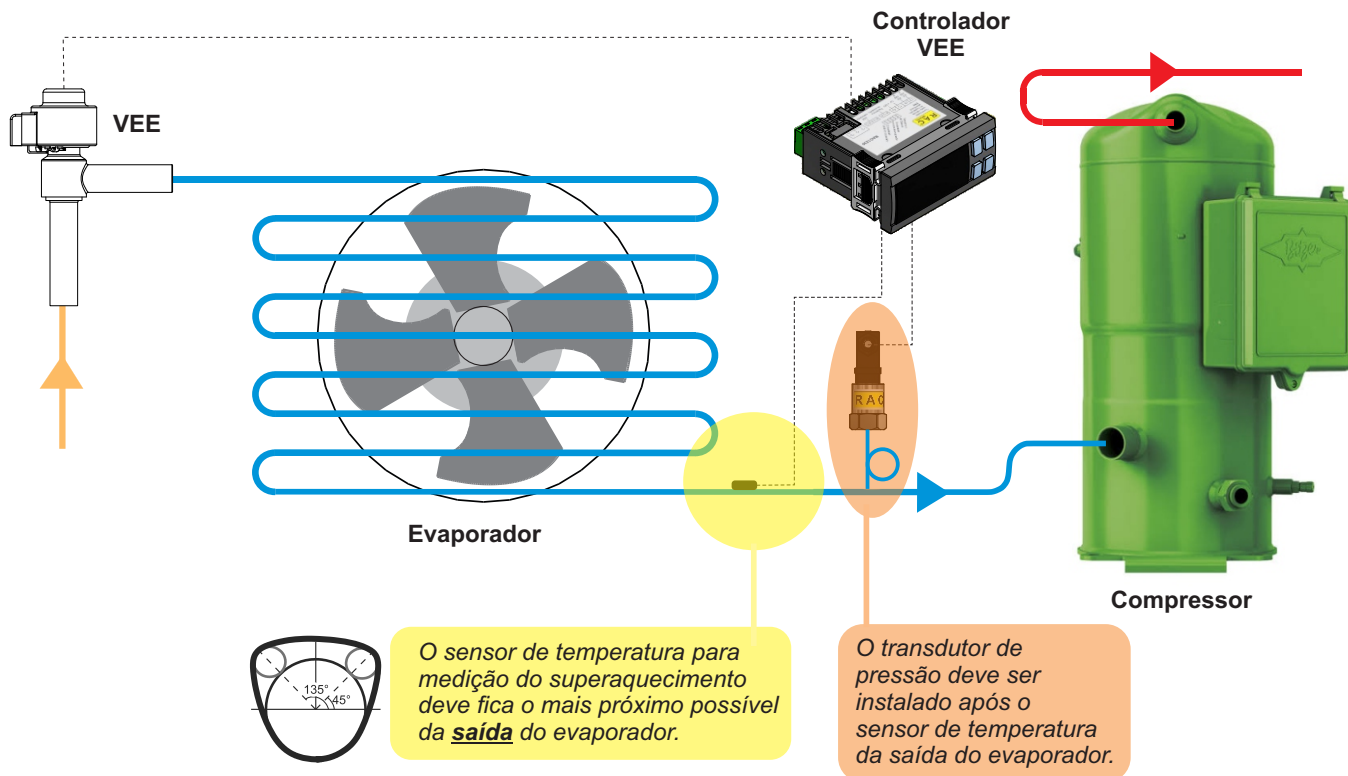 Controlador
VEE
VEE
RAC
RAC
Bitzer
Evaporador
Compressor
135°
45°
O sensor de temperatura para
medição do superaquecimento
deve fica o mais próximo possível
da saída do evaporador.
O transdutor de
pressão deve ser
instalado após o
sensor de temperatura
da saída do evaporador.